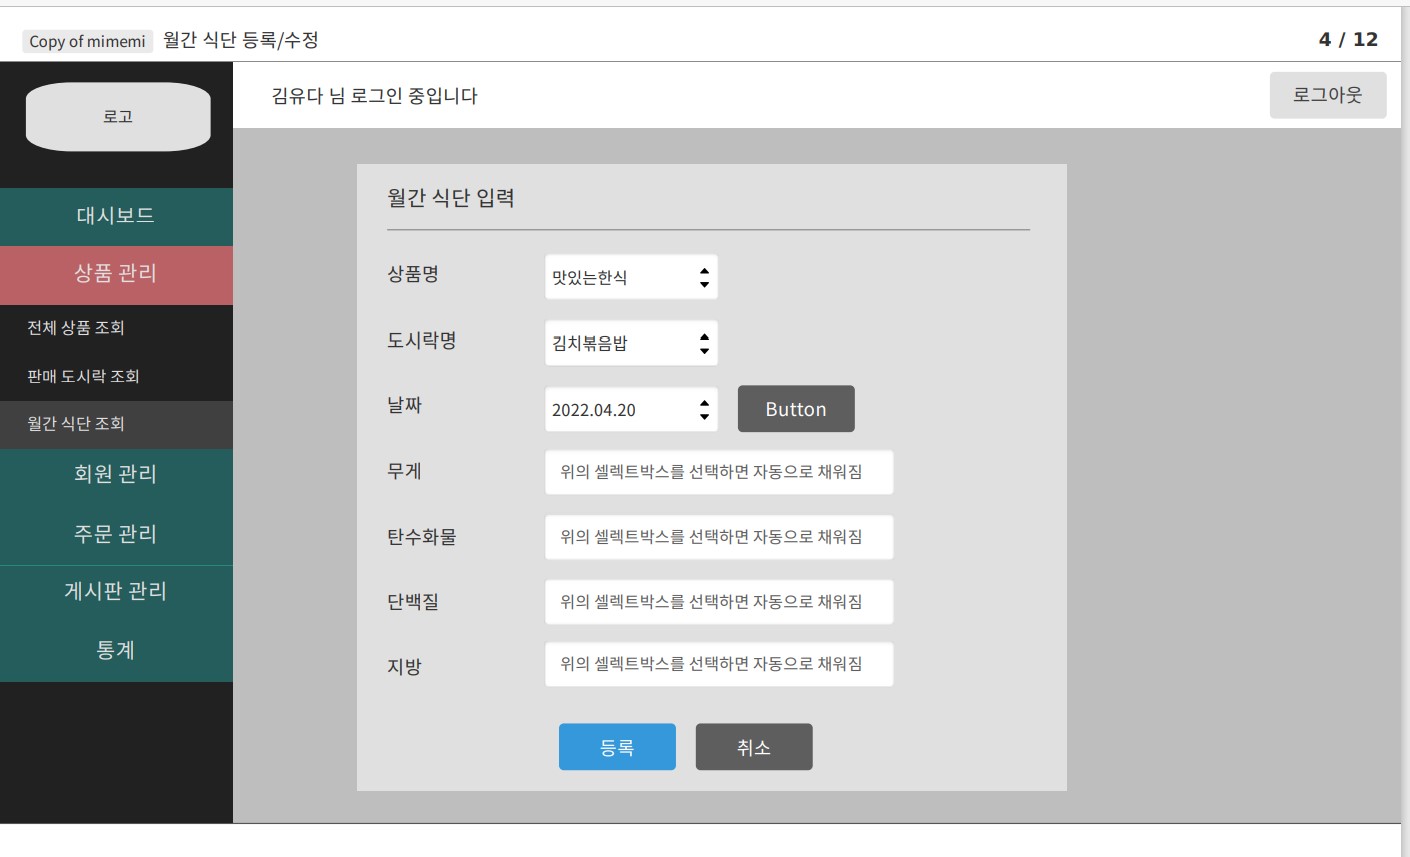 Copy of mimemi 월간 식단 등록/수정 4 / 12
로고
김유다 님 로그인 중입니다 로그아웃
대시보드
상품 관리
전체 상품 조회
판매 도시락 조회
월간 식단 조회
회원 관리
주문 관리
게시판 관리
통계
월간 식단 입력
상품명 맛있는한식
도시락명 김치볶음밥
날짜 2022.04.20 Button
무게 위의 셀렉트박스를 선택하면 자동으로 채워짐
탄수화물 위의 셀렉트박스를 선택하면 자동으로 채워짐
단백질 위의 셀렉트박스를 선택하면 자동으로 채워짐
지방 위의 셀렉트박스를 선택하면 자동으로 채워짐
등록 취소